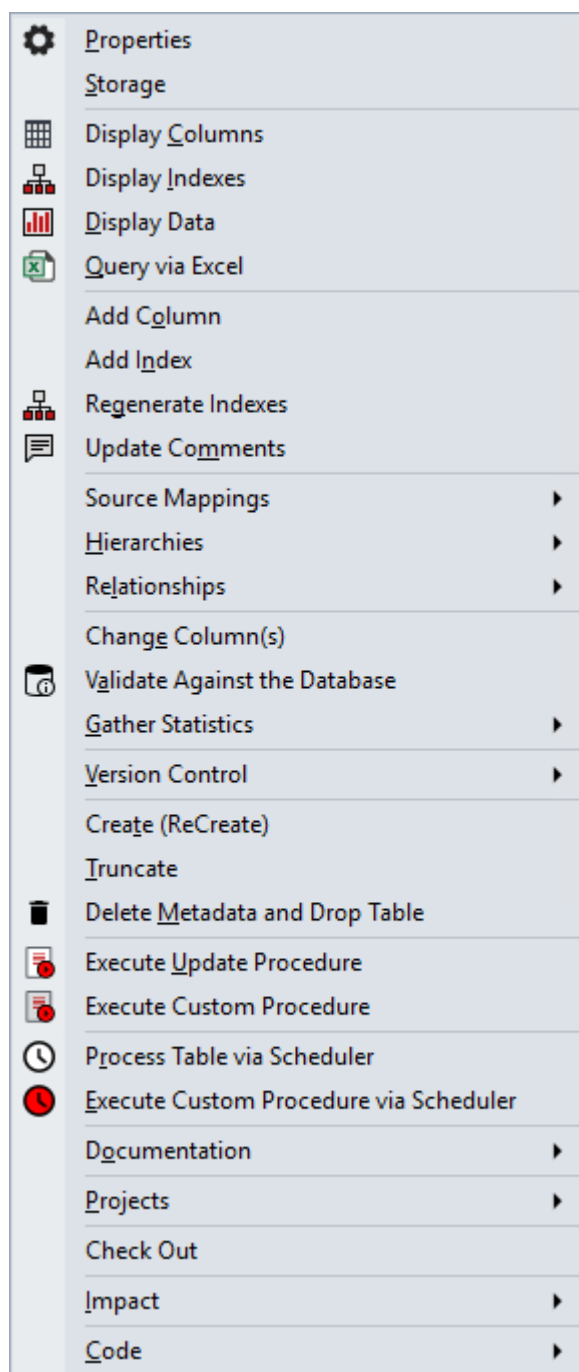 Properties
Storage
Display Columns
Display Indexes
Display Data
Query via Excel
Add Column
Add Index
Regenerate Indexes
Update Comments
Source Mappings
Hierarchies
Relationships
Change Column(s)
Validate Against the Database
Gather Statistics
Version Control
Create (ReCreate)
Truncate
Delete Metadata and Drop Table
Execute Update Procedure
Execute Custom Procedure
Process Table via Scheduler
Execute Custom Procedure via Scheduler
Documentation
Projects
Check Out
Impact
Code